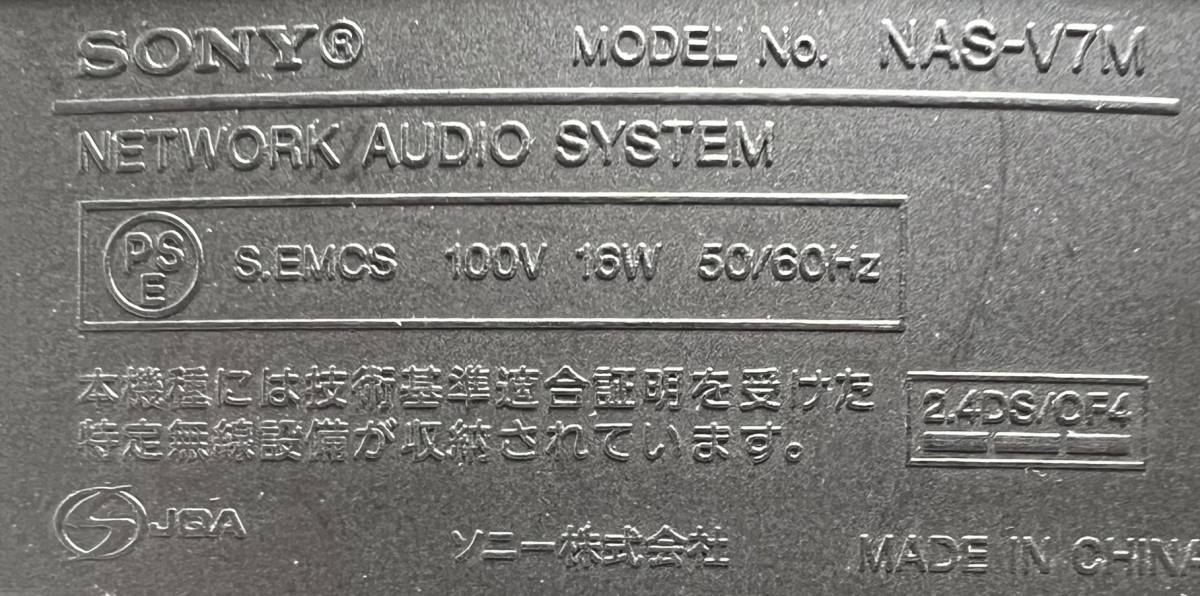 SONY® MODEL No. NAS-V7M
NETWORK AUDIO SYSTEM
PS E S.EMCS 100V 16W 50/60Hz
本機種には技術基準適合証明を受けた
特定無線設備が収納されています。
2.4DS/OF4
S JQA
ソニー株式会社
MADE IN CHINA